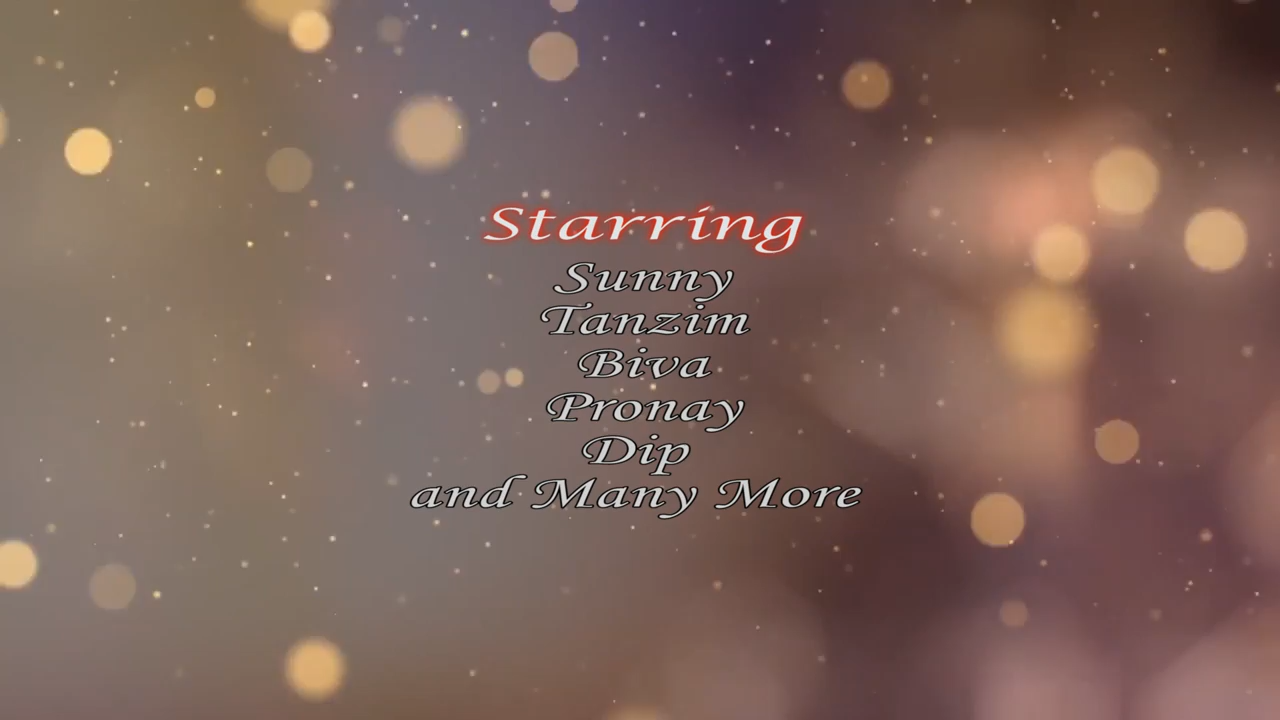 Starring
Sunny
Tanzim
Biva
Pronay
Dip
and Many More